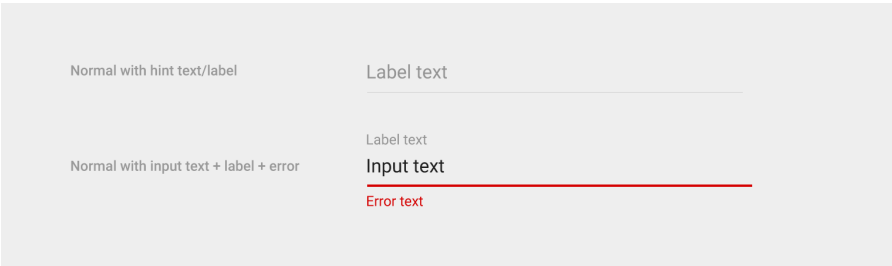 Normal with hint text/label
Label text
Label text
Normal with input text + label + error
Input text
Error text